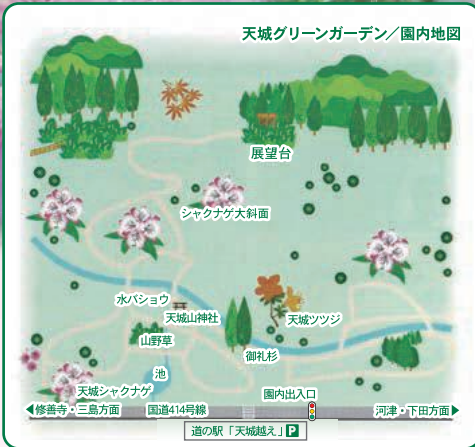 天城グリーンガーデン／園内地図
展望台
シャクナゲ大斜面
水バショウ
天城山神社
天城ツツジ
山野草
御礼杉
池
天城シャクナゲ
園内出入口
◀修善寺・三島方面 国道414号線 河津・下田方面▶
道の駅「天城越え」P